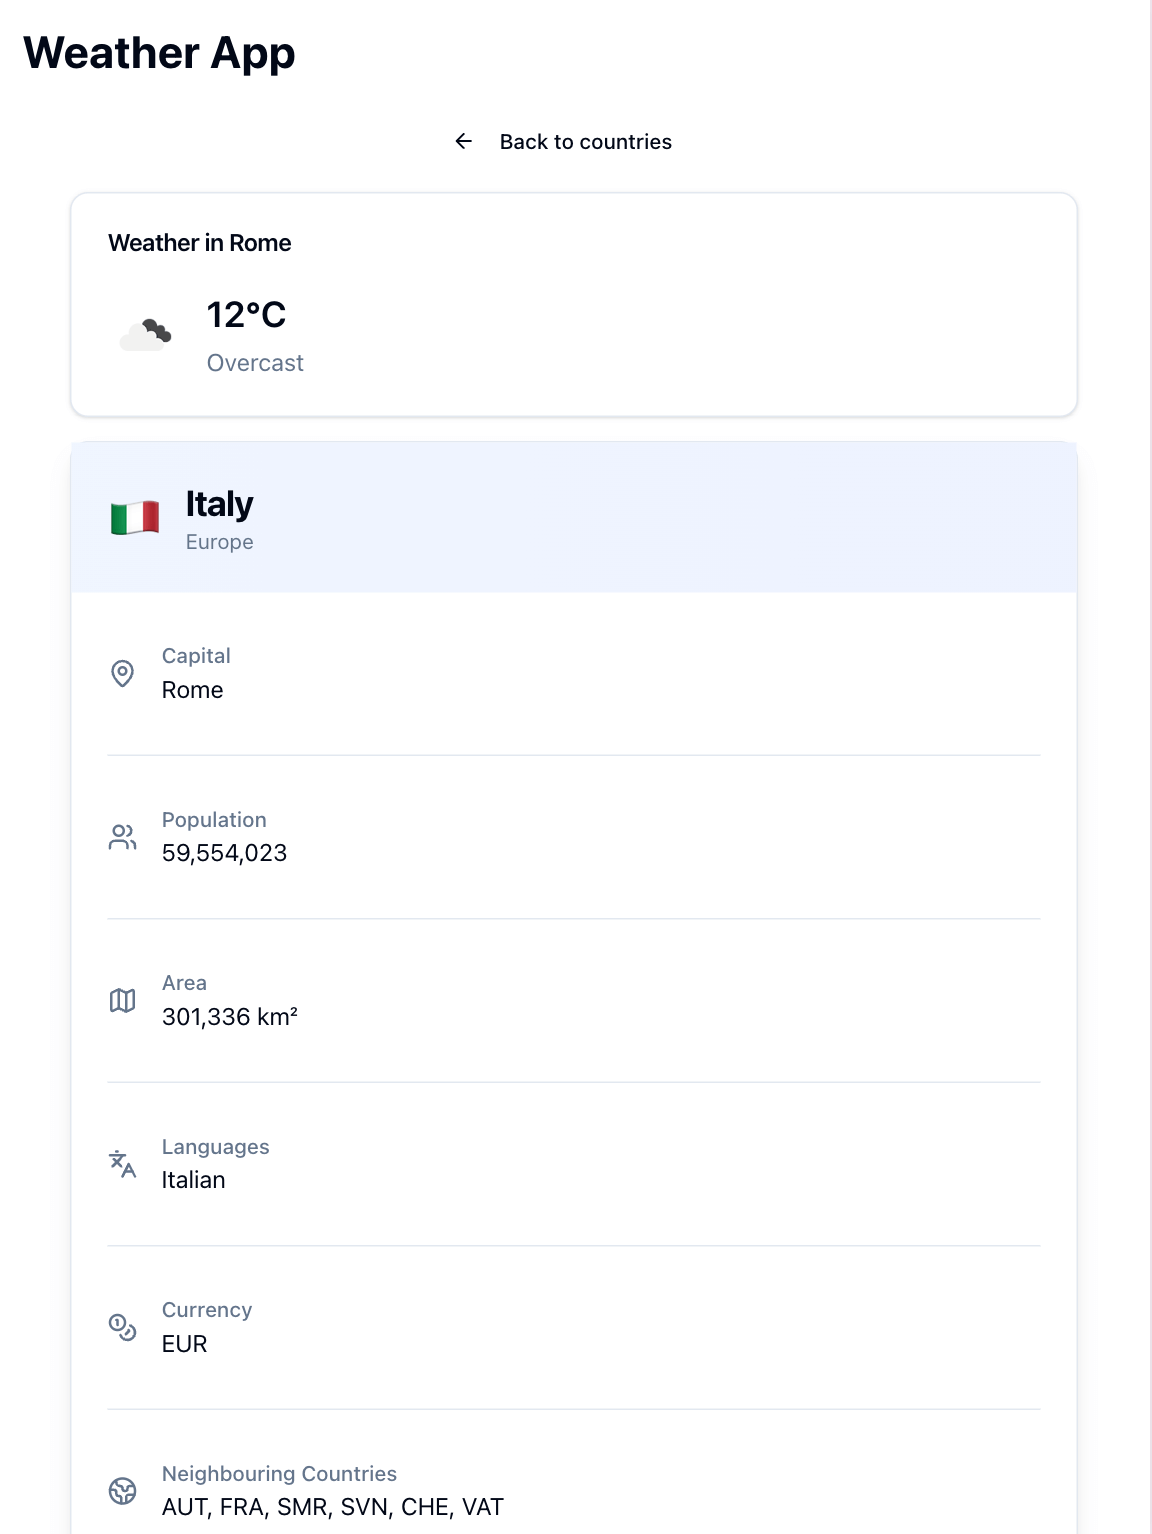 Weather App
Back to countries
Weather in Rome
12°C
Overcast
Italy
Europe
Capital
Rome
Population
59,554,023
Area
301,336 km²
Languages
Italian
Currency
EUR
Neighbouring Countries
AUT, FRA, SMR, SVN, CHE, VAT